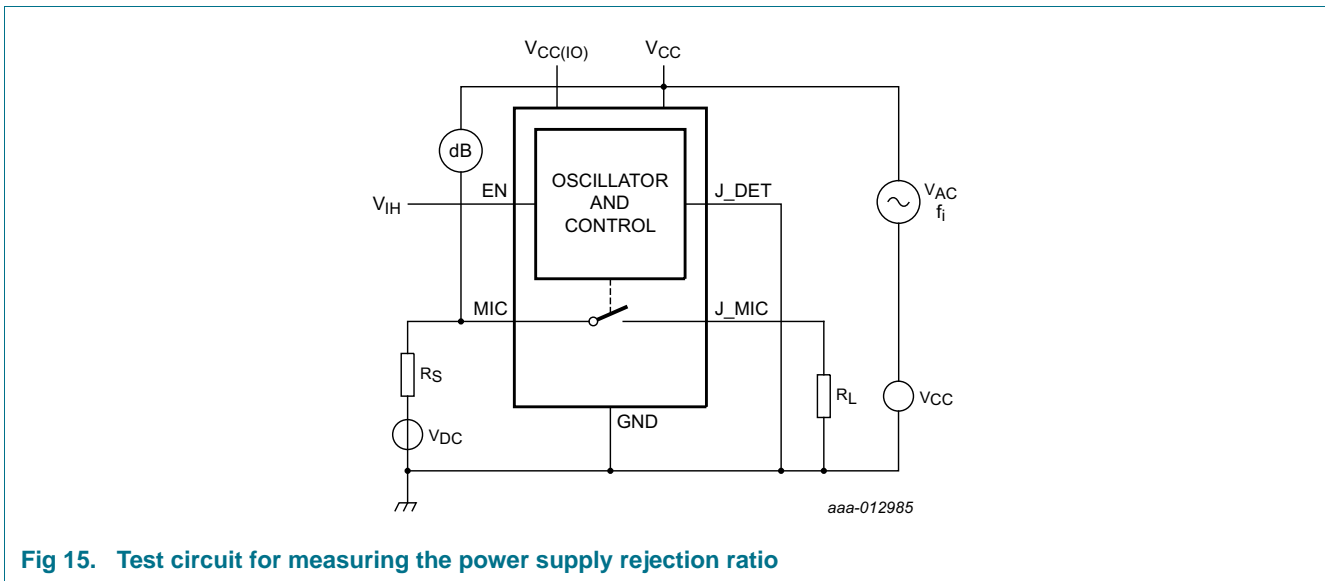 VCC(IO)
VCC
dB
OSCILLATOR
AND
CONTROL
EN
J_DET
VIH
VAC
fi
MIC
J_MIC
RS
RL
VCC
VDC
GND
aaa-012985
Fig 15. Test circuit for measuring the power supply rejection ratio